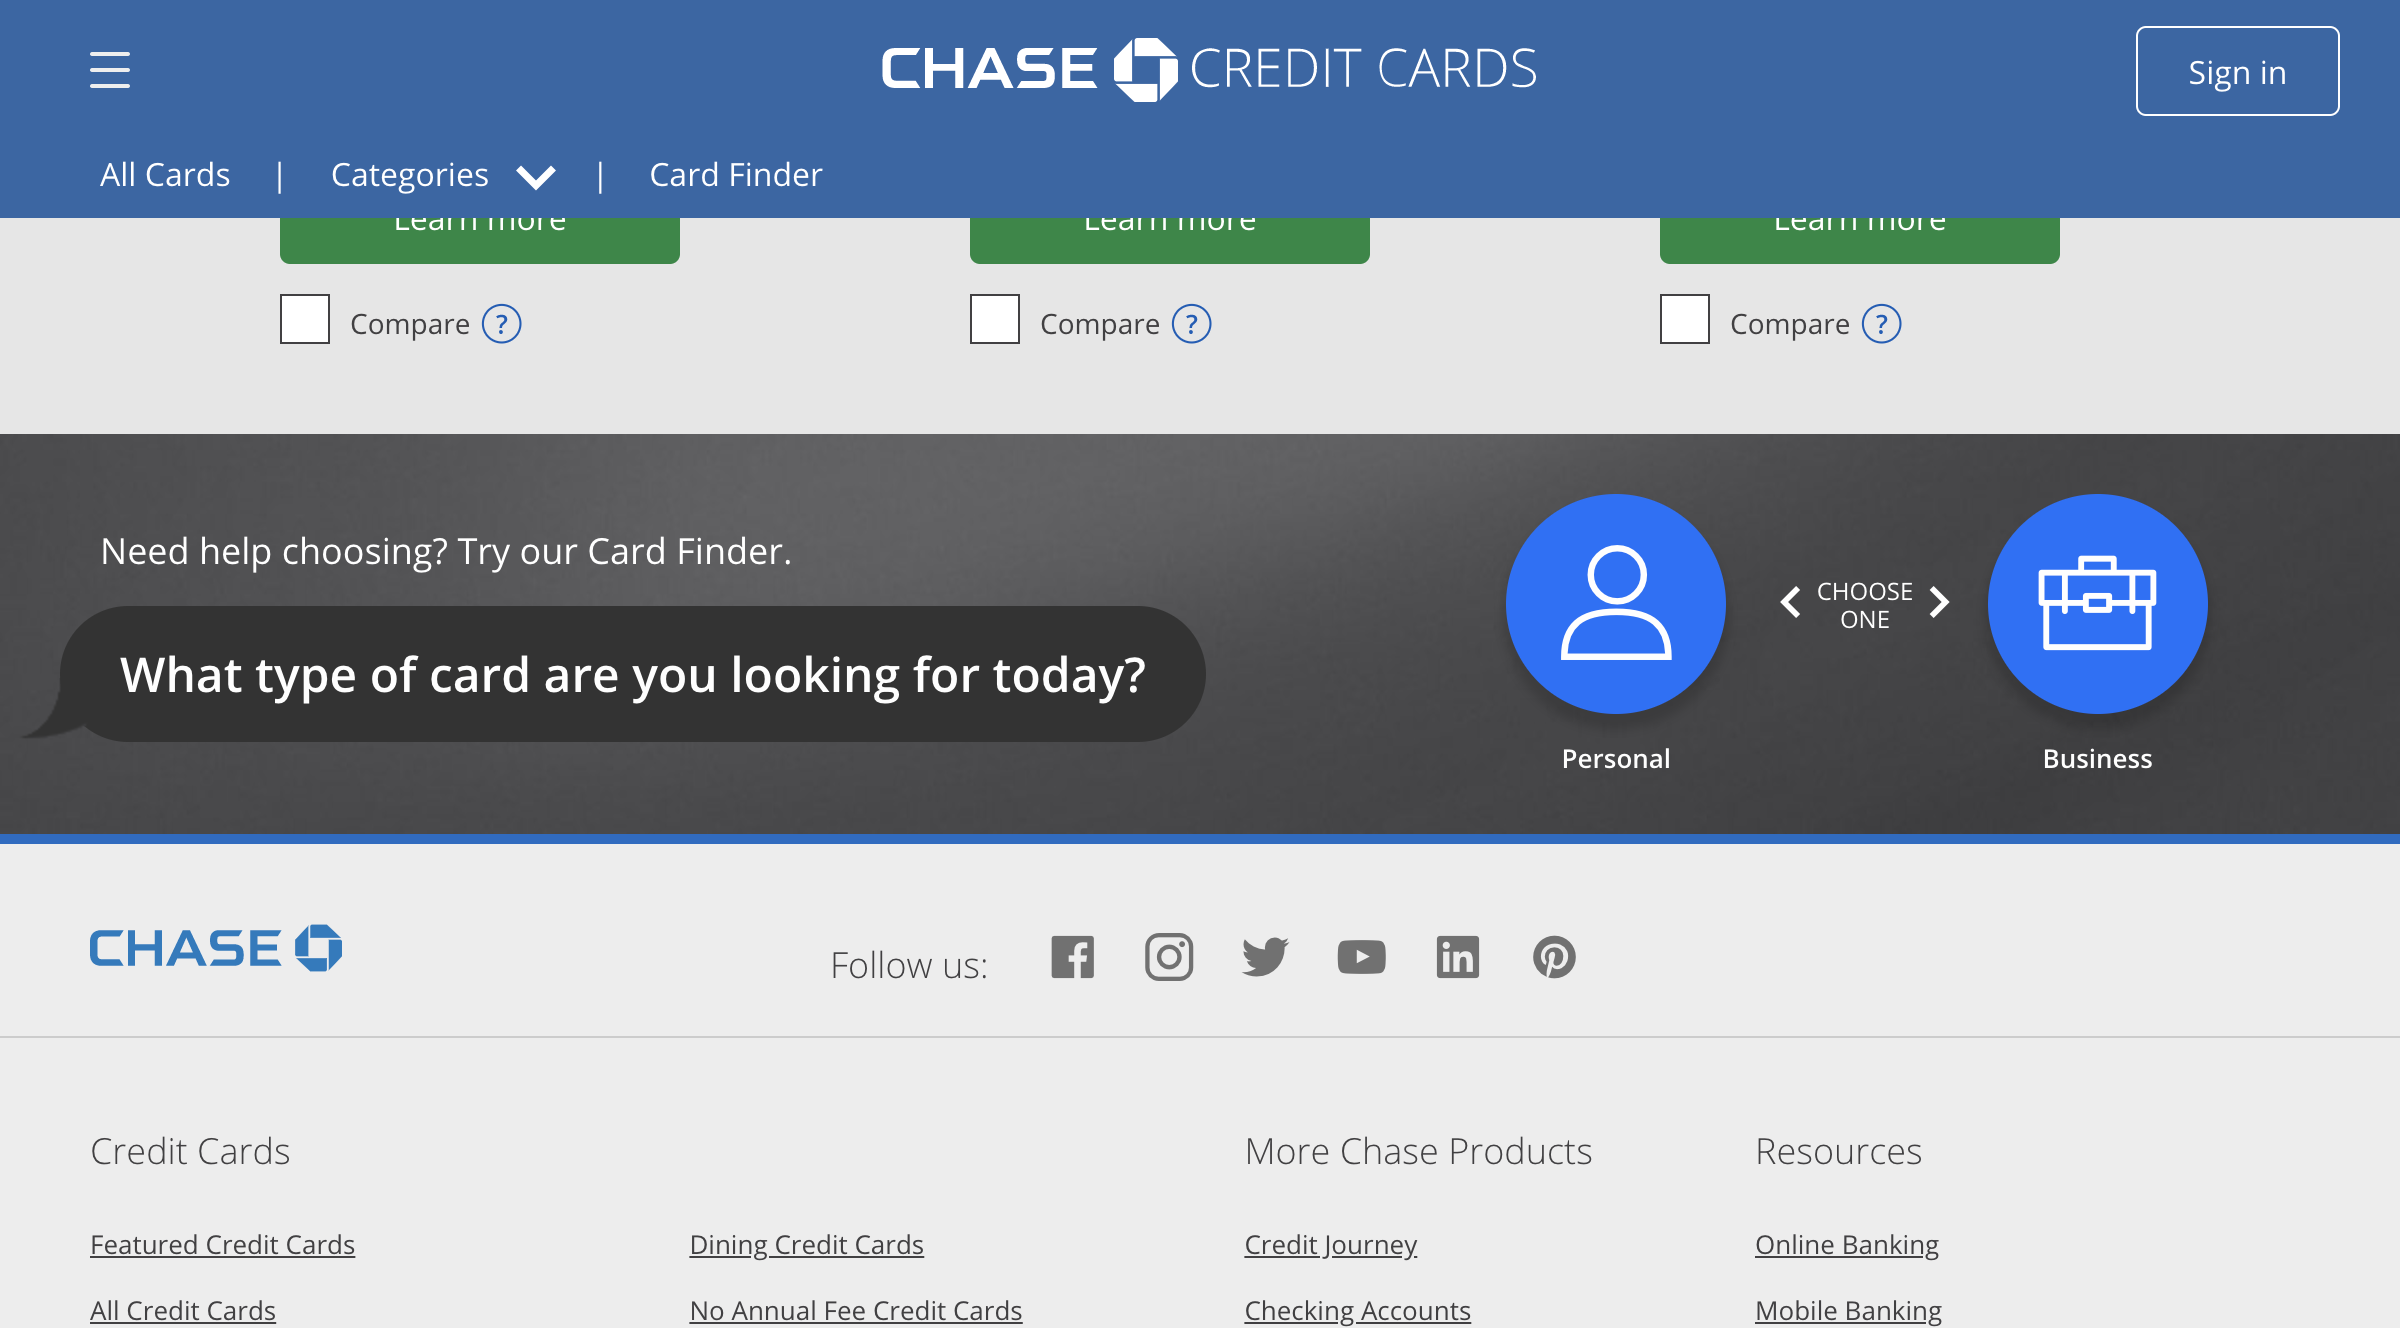 CHASE CREDIT CARDS
Sign in
All Cards | Categories | Card Finder
Learn more Learn more Learn more
Compare ? Compare ? Compare ?
Need help choosing? Try our Card Finder.
What type of card are you looking for today?
CHOOSE
ONE
Personal Business
CHASE
Follow us:
Credit Cards More Chase Products Resources
Featured Credit Cards Dining Credit Cards Credit Journey Online Banking
All Credit Cards No Annual Fee Credit Cards Checking Accounts Mobile Banking